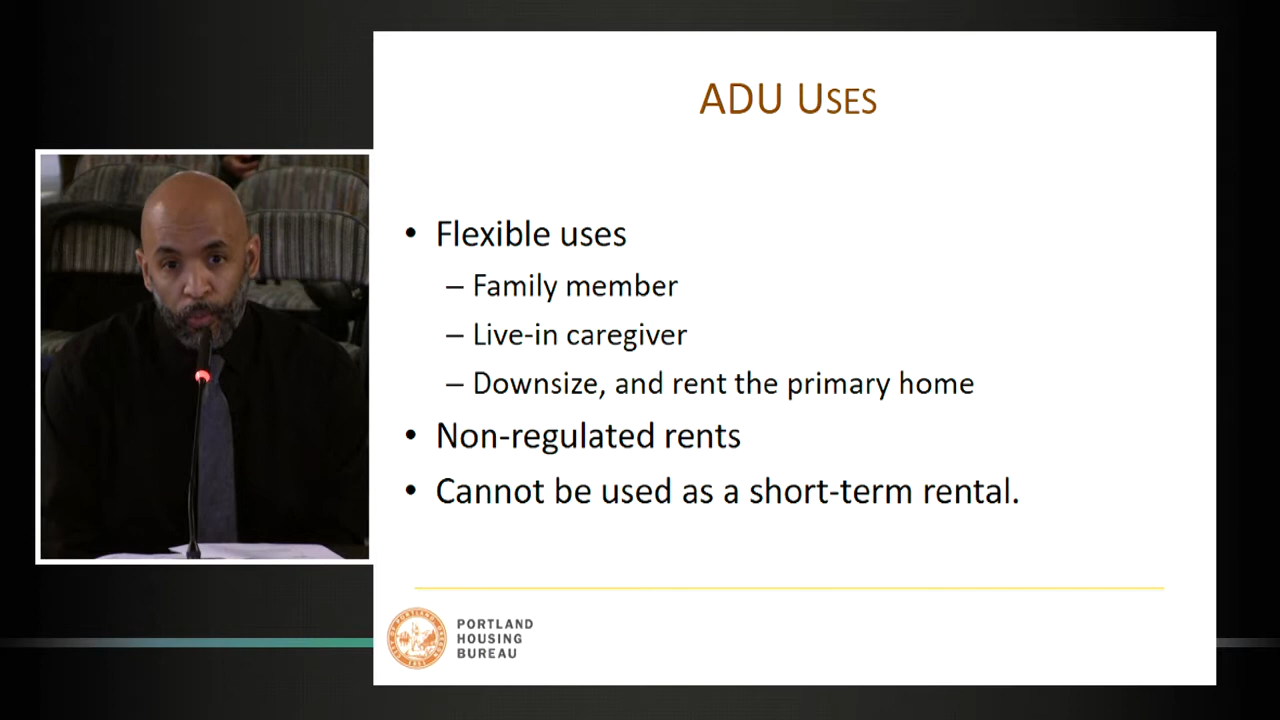 ADU USES
• Flexible uses
– Family member
– Live-in caregiver
– Downsize, and rent the primary home
• Non-regulated rents
• Cannot be used as a short-term rental.
PORTLAND
HOUSING
BUREAU